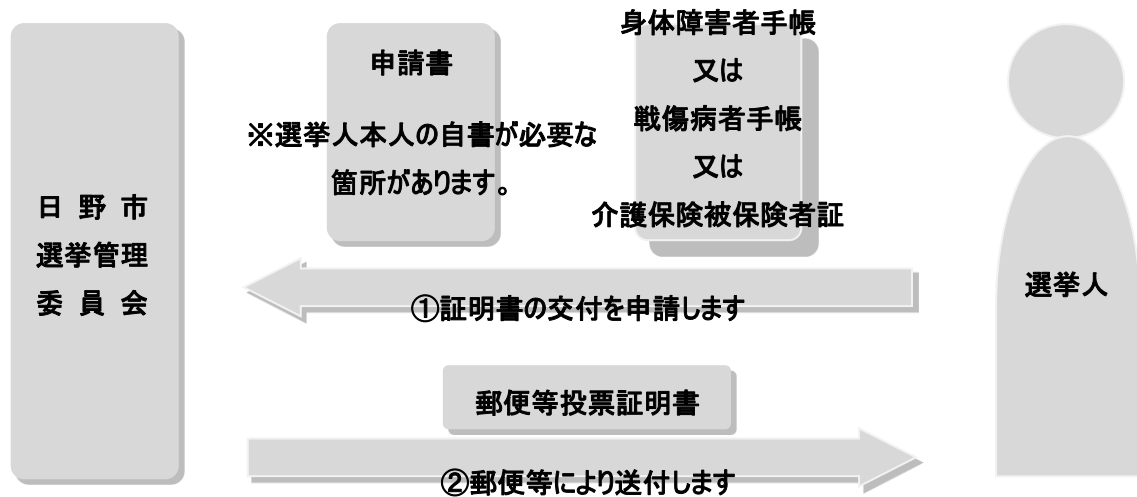 日野市
選挙管理
委員会
申請書
※選挙人本人の自書が必要な
箇所があります。
身体障害者手帳
又は
戦傷病者手帳
又は
介護保険被保険者証
①証明書の交付を申請します
郵便等投票証明書
②郵便等により送付します
選挙人